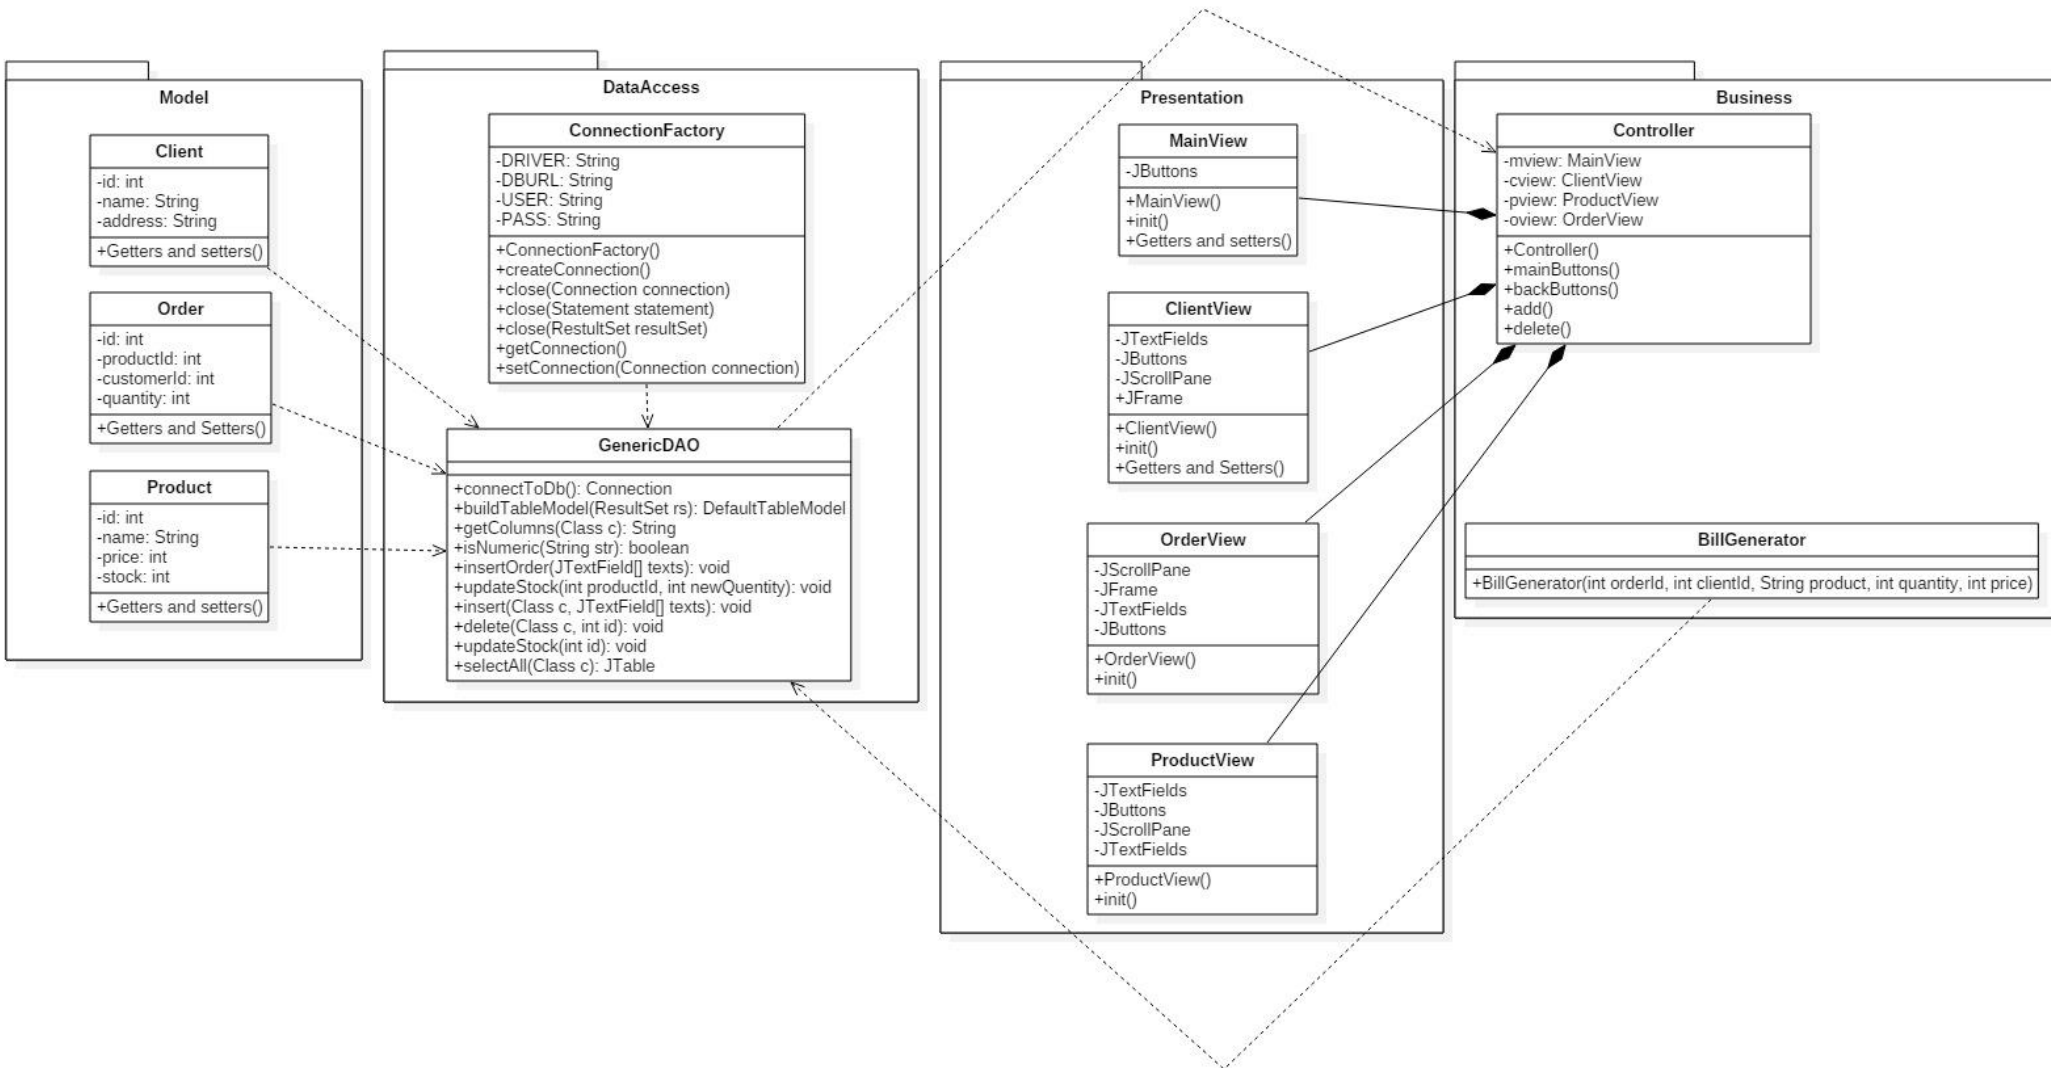 Model
Client
-id: int
-name: String
-address: String
+Getters and setters()
Order
-id: int
-productId: int
-customerId: int
-quantity: int
+Getters and Setters()
Product
-id: int
-name: String
-price: int
-stock: int
+Getters and setters()
DataAccess
ConnectionFactory
-DRIVER: String
-DBURL: String
-USER: String
-PASS: String
+ConnectionFactory()
+createConnection()
+close(Connection connection)
+close(Statement statement)
+close(RestultSet resultSet)
+getConnection()
+setConnection(Connection connection)
GenericDAO
+connectToDb(): Connection
+buildTableModel(ResultSet rs): DefaultTableModel
+getColumns(Class c): String
+isNumeric(String str): boolean
+insertOrder(JTextField[] texts): void
+updateStock(int productId, int newQuentity): void
+insert(Class c, JTextField[] texts): void
+delete(Class c, int id): void
+updateStock(int id): void
+selectAll(Class c): JTable
Presentation
MainView
-JButtons
+MainView()
+init()
+Getters and setters()
ClientView
-JTextFields
-JButtons
-JScrollPane
+JFrame
+ClientView()
+init()
+Getters and Setters()
OrderView
-JScrollPane
-JFrame
-JTextFields
-JButtons
+OrderView()
+init()
ProductView
-JTextFields
-JButtons
-JScrollPane
-JTextFields
+ProductView()
+init()
Business
Controller
-mview: MainView
-cview: ClientView
-pview: ProductView
-oview: OrderView
+Controller()
+mainButtons()
+backButtons()
+add()
+delete()
BillGenerator
+BillGenerator(int orderId, int clientId, String product, int quantity, int price)